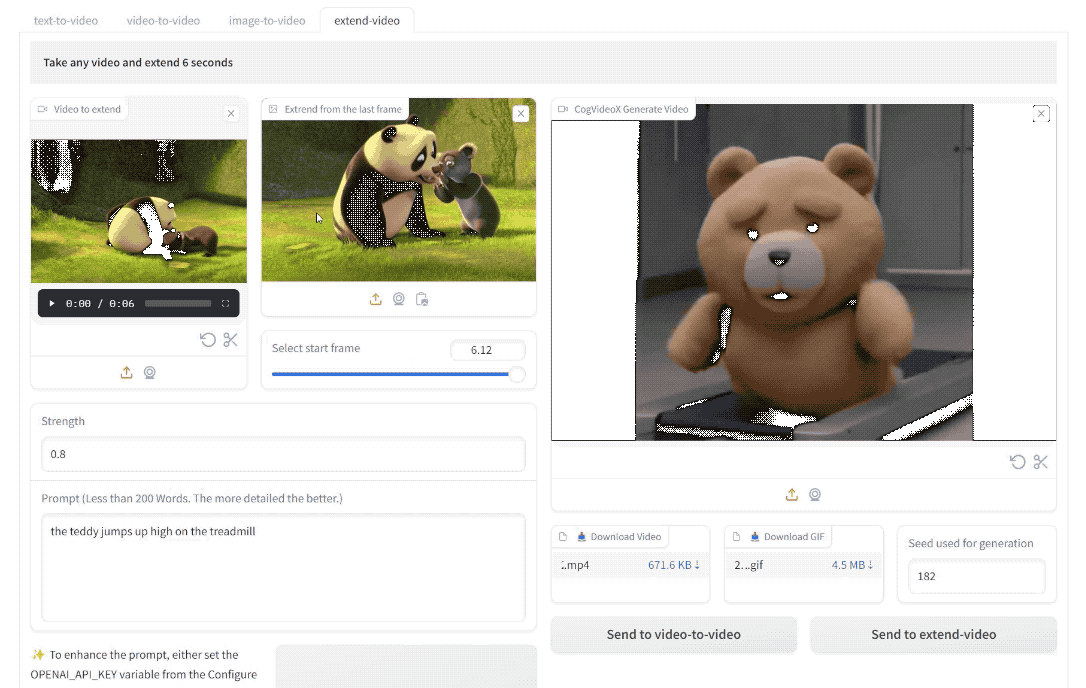 text-to-video
video-to-video
image-to-video
extend-video
Take any video and extend 6 seconds
Video to extend
Extrend from the last frame
CogVideoX Generate Video
0:00 / 0:06
Select start frame
6.12
Strength
0.8
Prompt (Less than 200 Words. The more detailed the better.)
the teddy jumps up high on the treadmill
Download Video
Download GIF
Seed used for generation
.mp4
671.6 KB ↓
2...gif
4.5 MB ↓
182
Send to video-to-video
Send to extend-video
✨ To enhance the prompt, either set the
OPENAI_API_KEY variable from the Configure